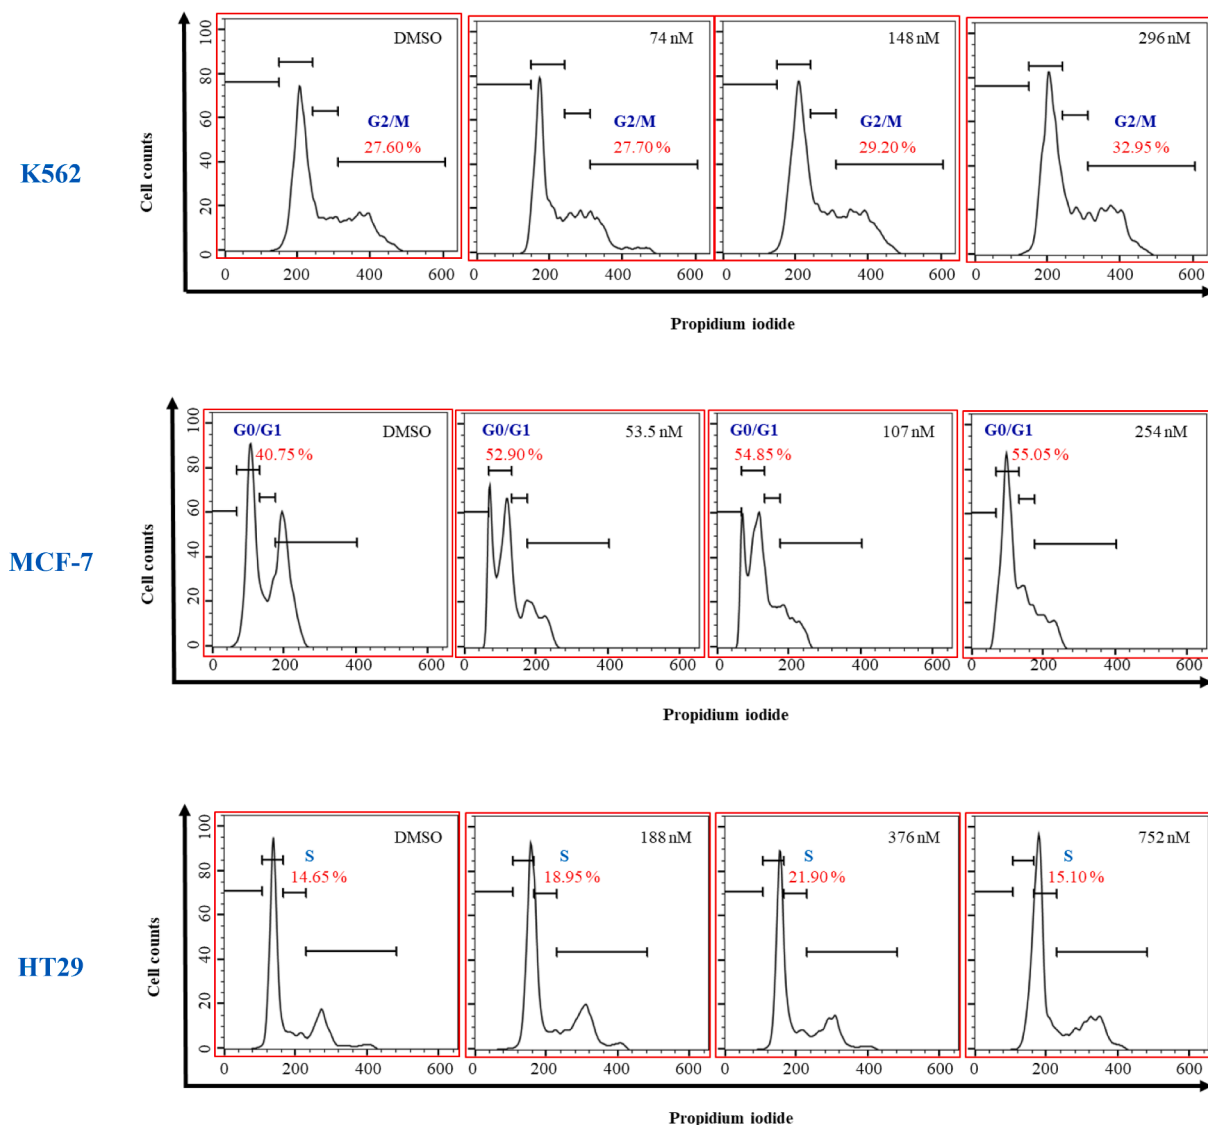 K562
Cell counts
0 20 40 60 80 100
DMSO
G2/M
27.60 %
0 200 400 600
74 nM
G2/M
27.70 %
0 200 400 600
148 nM
G2/M
29.20 %
0 200 400 600
296 nM
G2/M
32.95 %
0 200 400 600
Propidium iodide
MCF-7
Cell counts
0 20 40 60 80 100
G0/G1
DMSO
40.75 %
0 200 400 600
G0/G1
53.5 nM
52.90 %
0 200 400 600
G0/G1
107 nM
54.85 %
0 200 400 600
G0/G1
254 nM
55.05 %
0 200 400 600
Propidium iodide
HT29
Cell counts
0 20 40 60 80 100
DMSO
S
14.65 %
0 200 400 600
188 nM
S
18.95 %
0 200 400 600
376 nM
S
21.90 %
0 200 400 600
752 nM
S
15.10 %
0 200 400 600
Propidium iodide